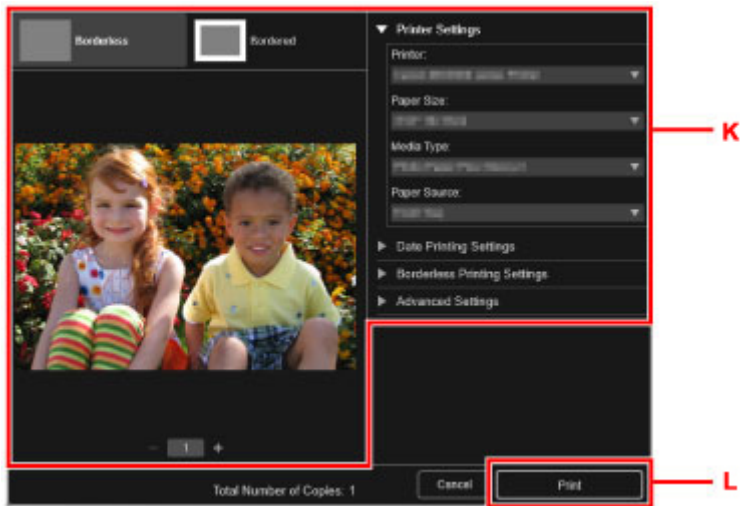 Borderless
Bordered
Printer Settings
Printer:
Paper Size:
Media Type:
Paper Source:
Date Printing Settings
Borderless Printing Settings
Advanced Settings
K
- 1 +
Total Number of Copies: 1
Cancel
Print
L